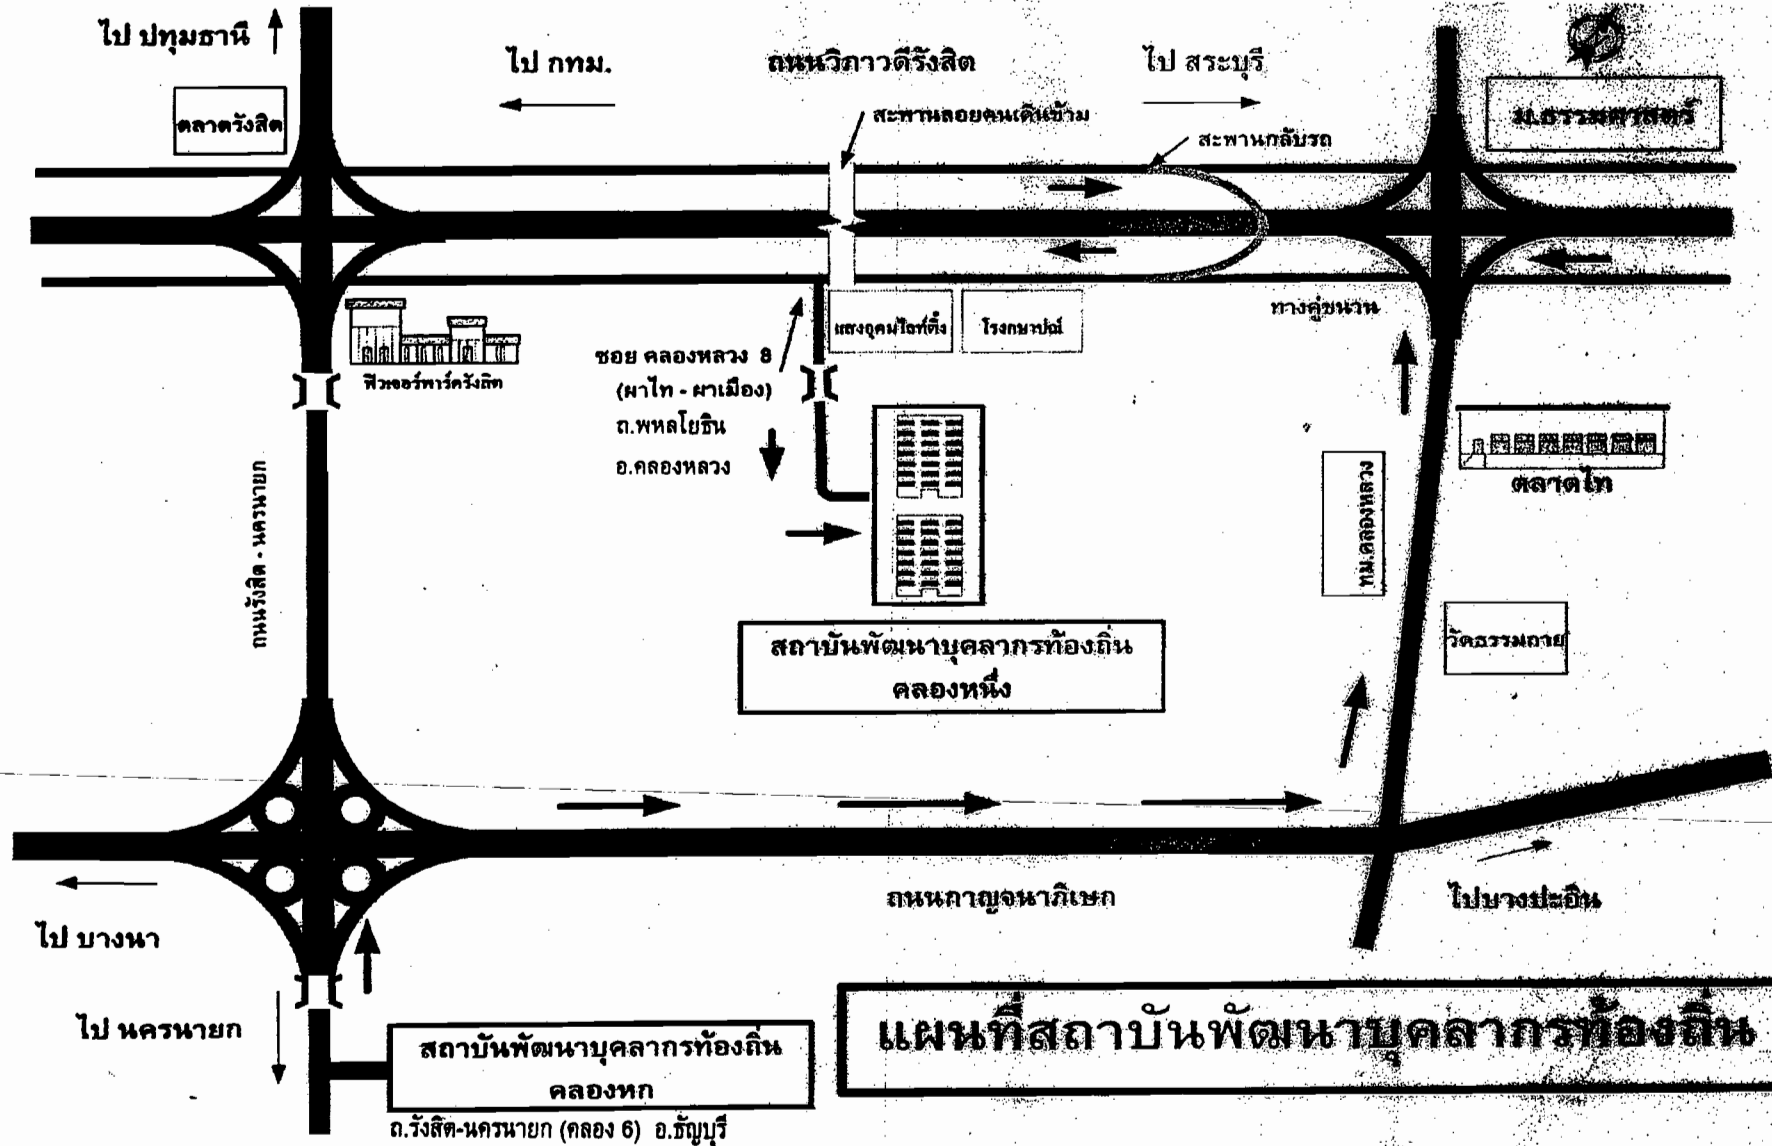 ไป ปทุมธานี
ไป กทม.
ถนนวิภาวดีรังสิต
ไป สระบุรี
ตลาดรังสิต
สะพานลอยคนเดินข้าม
สะพานกลับรถ
ม.ธรรมศาสตร์
ฟิวเจอร์พาร์ครังสิต
ซอย คลองหลวง 8
(ผาไท - ผาเมือง)
ถ.พหลโยธิน
อ.คลองหลวง
แสงอุดมไลท์ติ้ง
โรงกษาปณ์
ทางคู่ขนาน
ตลาดไท
ทม.คลองหลวง
ถนนรังสิต - นครนายก
วัดธรรมกาย
สถาบันพัฒนาบุคลากรท้องถิ่น
คลองหนึ่ง
ถนนกาญจนาภิเษก
ไปบางปะอิน
ไป บางนา
ไป นครนายก
สถาบันพัฒนาบุคลากรท้องถิ่น
คลองหก
ถ.รังสิต-นครนายก (คลอง 6) อ.ธัญบุรี
แผนที่สถาบันพัฒนาบุคลากรท้องถิ่น